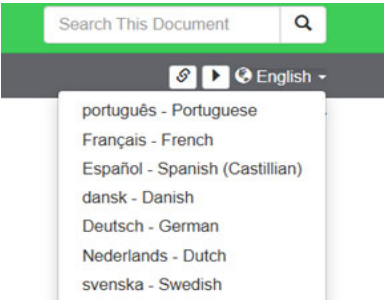 Search This Document
English
português - Portuguese
Français - French
Español - Spanish (Castillian)
dansk - Danish
Deutsch - German
Nederlands - Dutch
svenska - Swedish